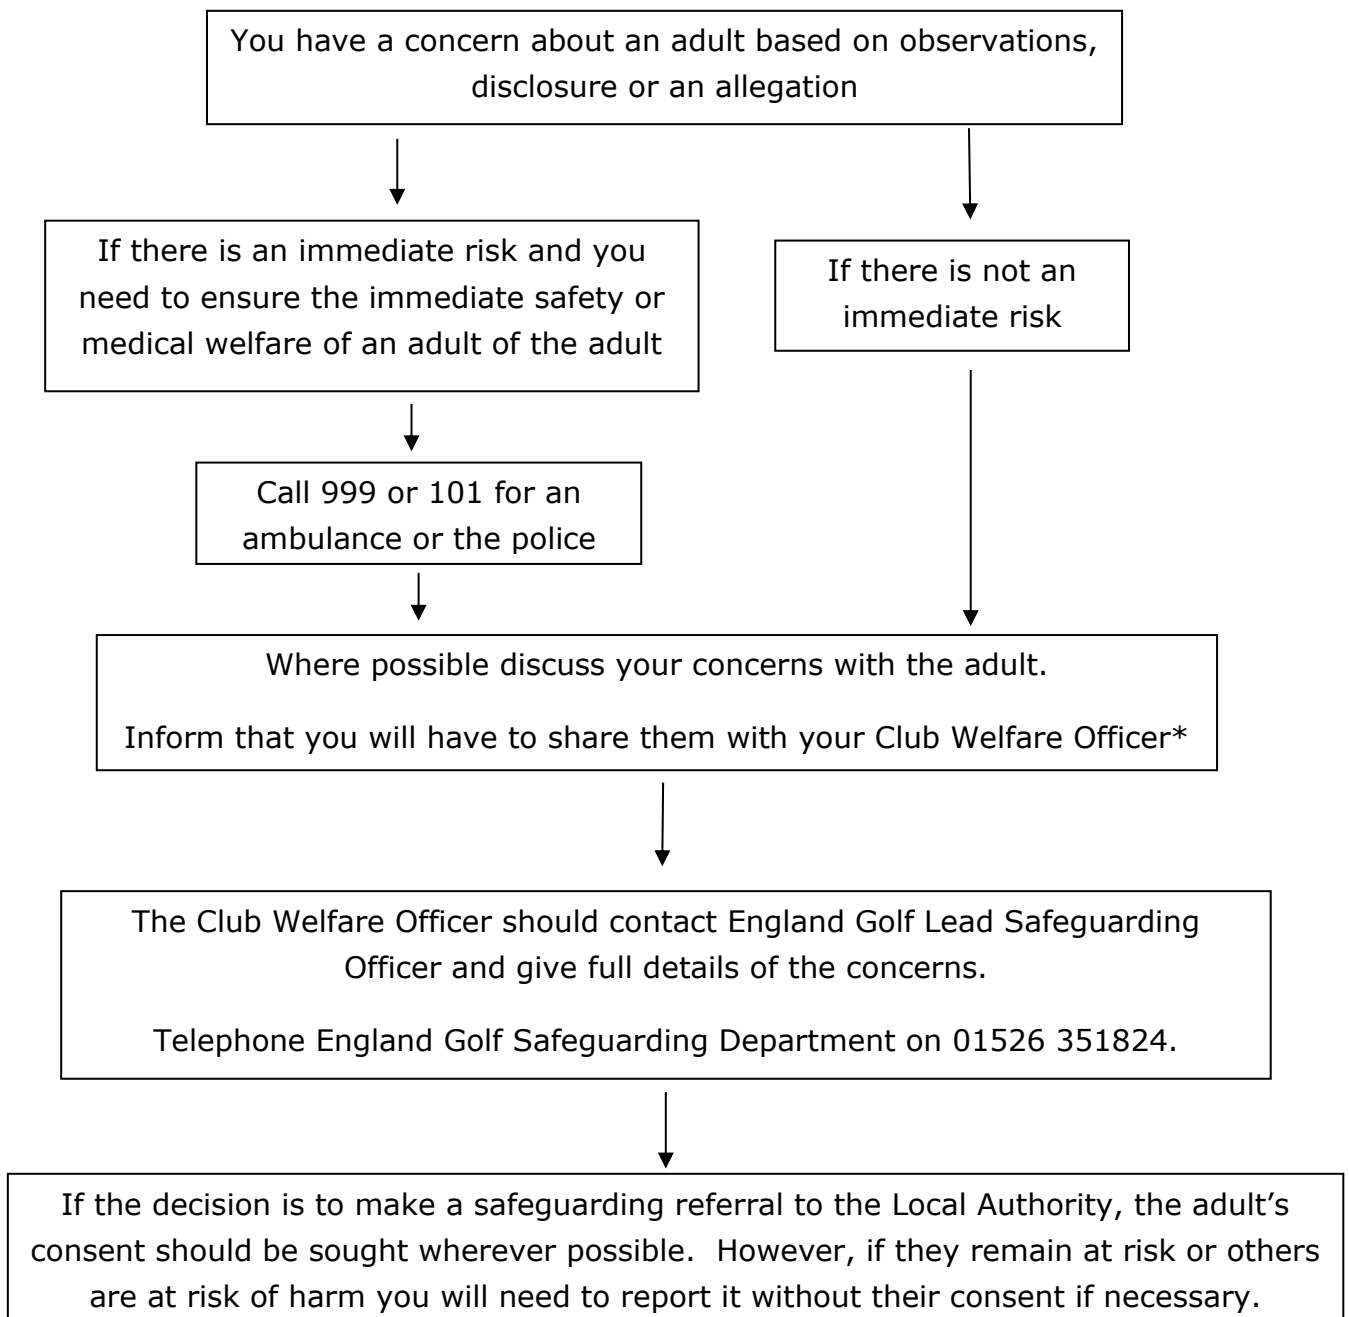 You have a concern about an adult based on observations,
disclosure or an allegation
If there is an immediate risk and you
need to ensure the immediate safety or
medical welfare of an adult of the adult
If there is not an
immediate risk
Call 999 or 101 for an
ambulance or the police
Where possible discuss your concerns with the adult.
Inform that you will have to share them with your Club Welfare Officer*
The Club Welfare Officer should contact England Golf Lead Safeguarding
Officer and give full details of the concerns.
Telephone England Golf Safeguarding Department on 01526 351824.
If the decision is to make a safeguarding referral to the Local Authority, the adult’s
consent should be sought wherever possible.  However, if they remain at risk or others
are at risk of harm you will need to report it without their consent if necessary.